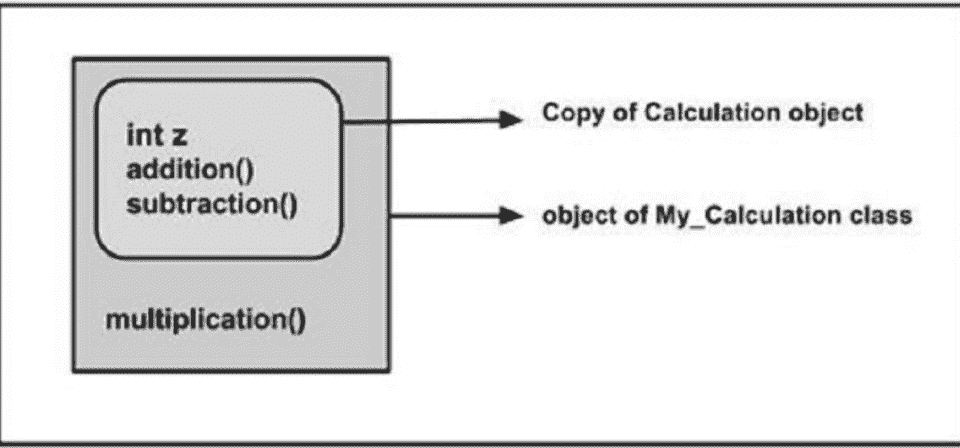 int z
addition()
subtraction()
multiplication()
Copy of Calculation object
object of My_Calculation class